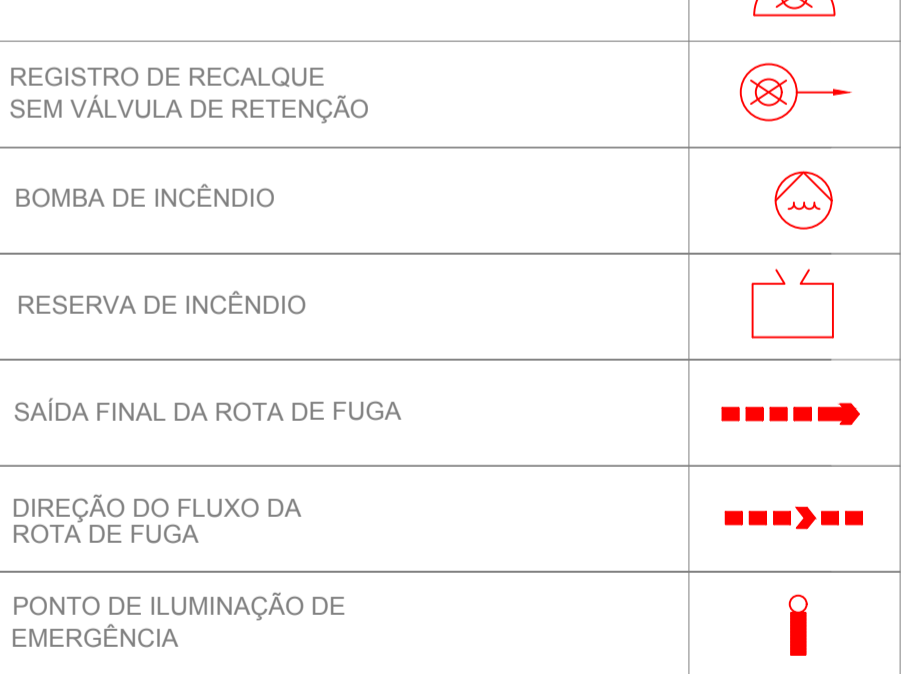 REGISTRO DE RECALQUE
SEM VÁLVULA DE RETENÇÃO
BOMBA DE INCÊNDIO
RESERVA DE INCÊNDIO
SAÍDA FINAL DA ROTA DE FUGA
DIREÇÃO DO FLUXO DA
ROTA DE FUGA
PONTO DE ILUMINAÇÃO DE
EMERGÊNCIA